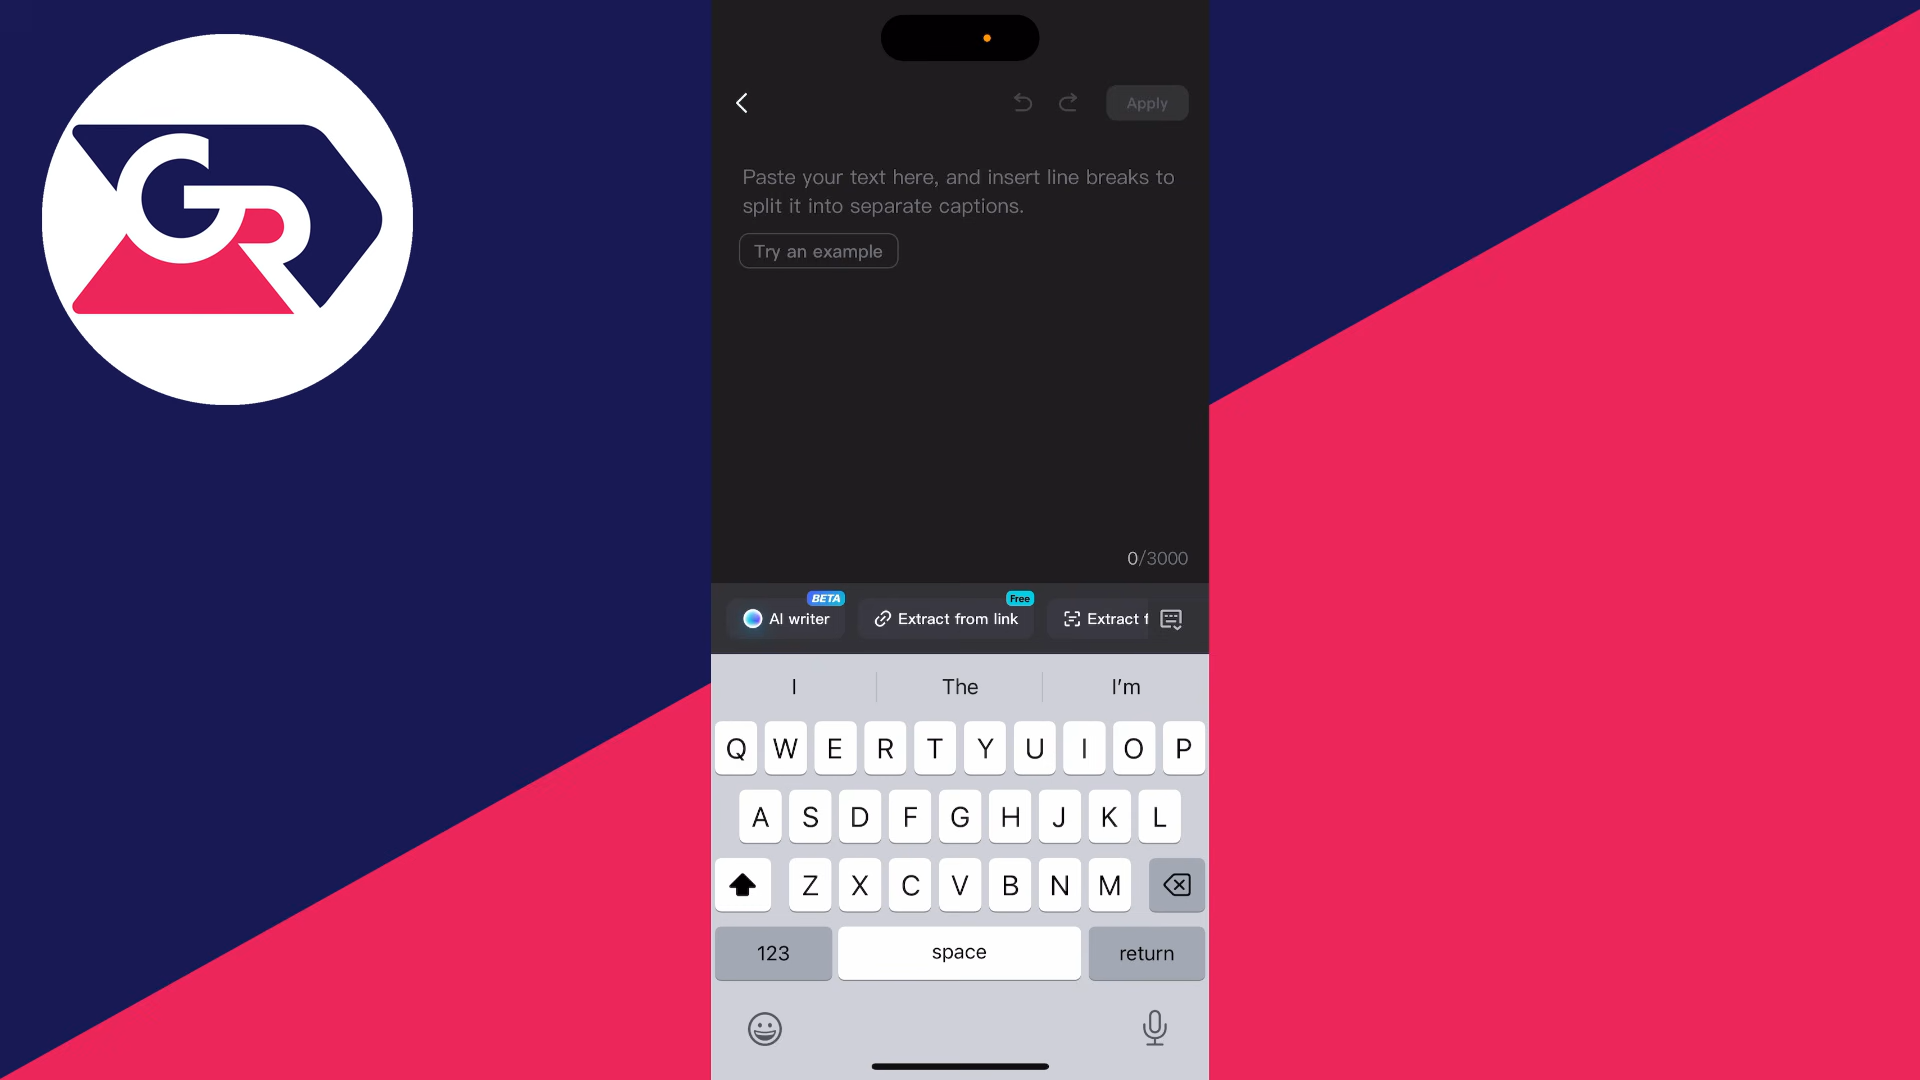 GR
Apply
Paste your text here, and insert line breaks to
split it into separate captions.
Try an example
0/3000
BETA
Free
AI writer
Extract from link
Extract f
I
The
I'm
Q W E R T Y U I O P
A S D F G H J K L
Z X C V B N M
123
space
return